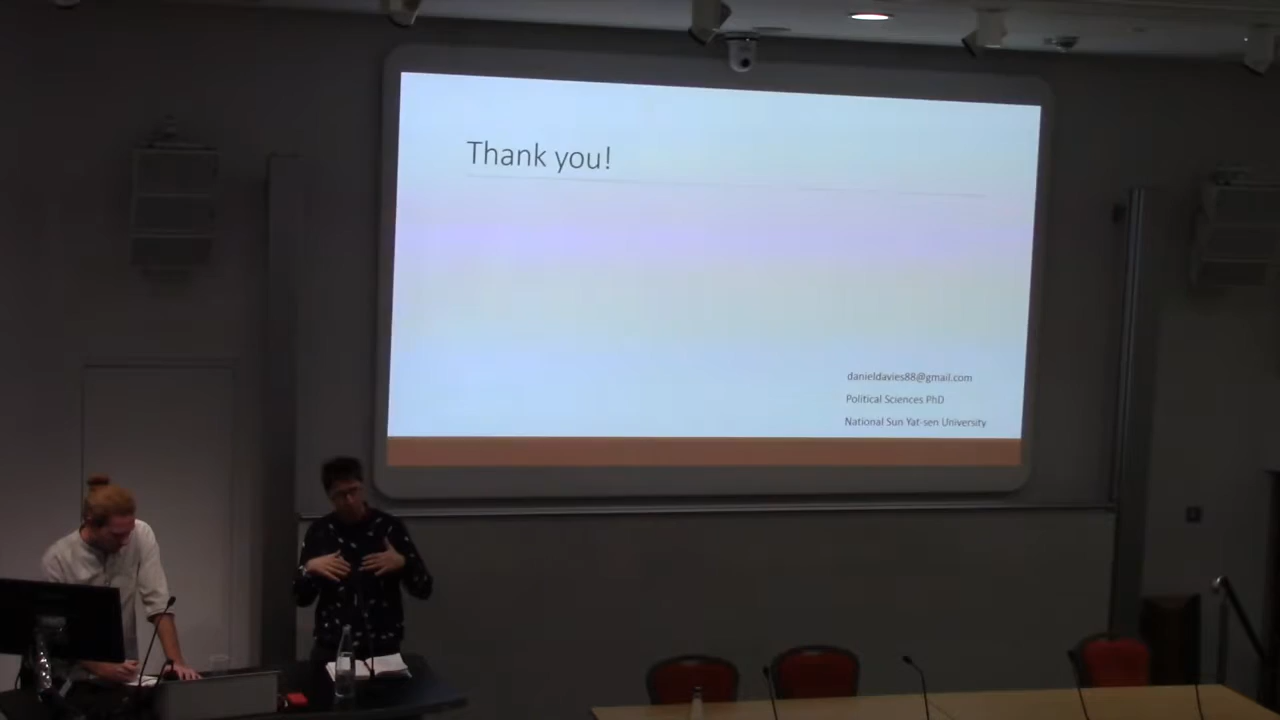 Thank you!
danieldavies88@gmail.com
Political Sciences PhD
National Sun Yat-sen University